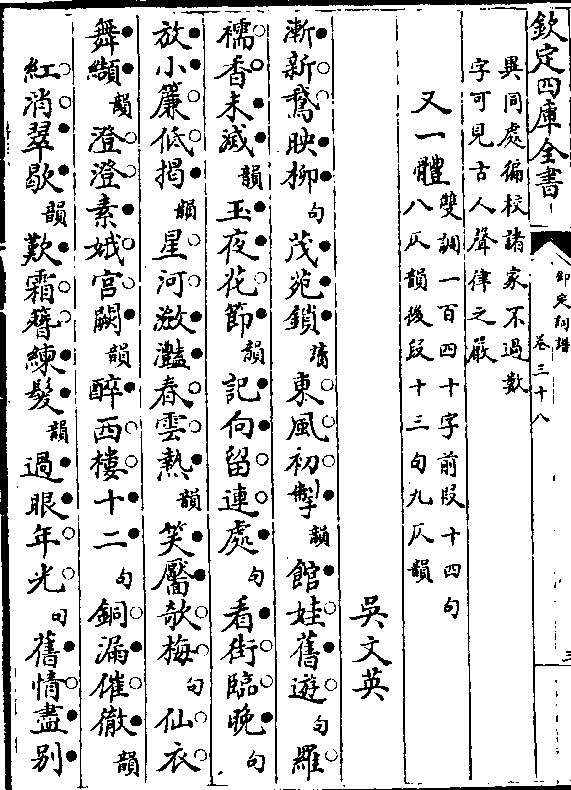 欽定四庫全書
御定詞譜
卷三十八
三
異同處偏校諸家不過數
字可見古人聲律之嚴
又一體
雙調一百四十字前段十四句
八仄韻後段十三句九仄韻
吳文英
漸新鵞映柳句茂苑鎖讀東風初掣韻館娃舊遊句羅
襦香未滅韻玉夜花節韻記向留連處句看街臨晚句
放小簾低揭韻星河瀲灩春雲熱韻笑靨欹梅句仙衣
舞纈韻澄澄素娥宮闕韻醉西樓十二句銅漏催徹韻
紅消翠歇韻歎霜簪練髮韻過眼年光句舊情盡别